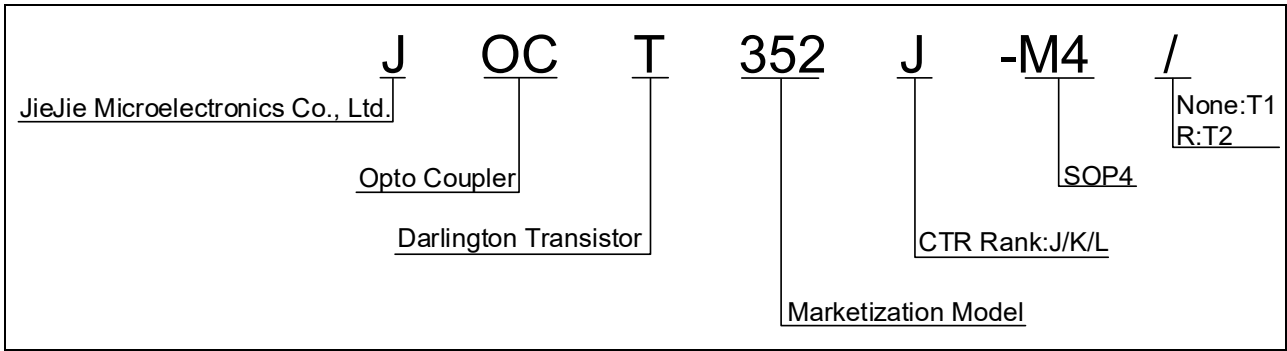 J OC T 352 J -M4 /
JieJie Microelectronics Co., Ltd.
None:T1
R:T2
Opto Coupler
SOP4
Darlington Transistor
CTR Rank:J/K/L
Marketization Model